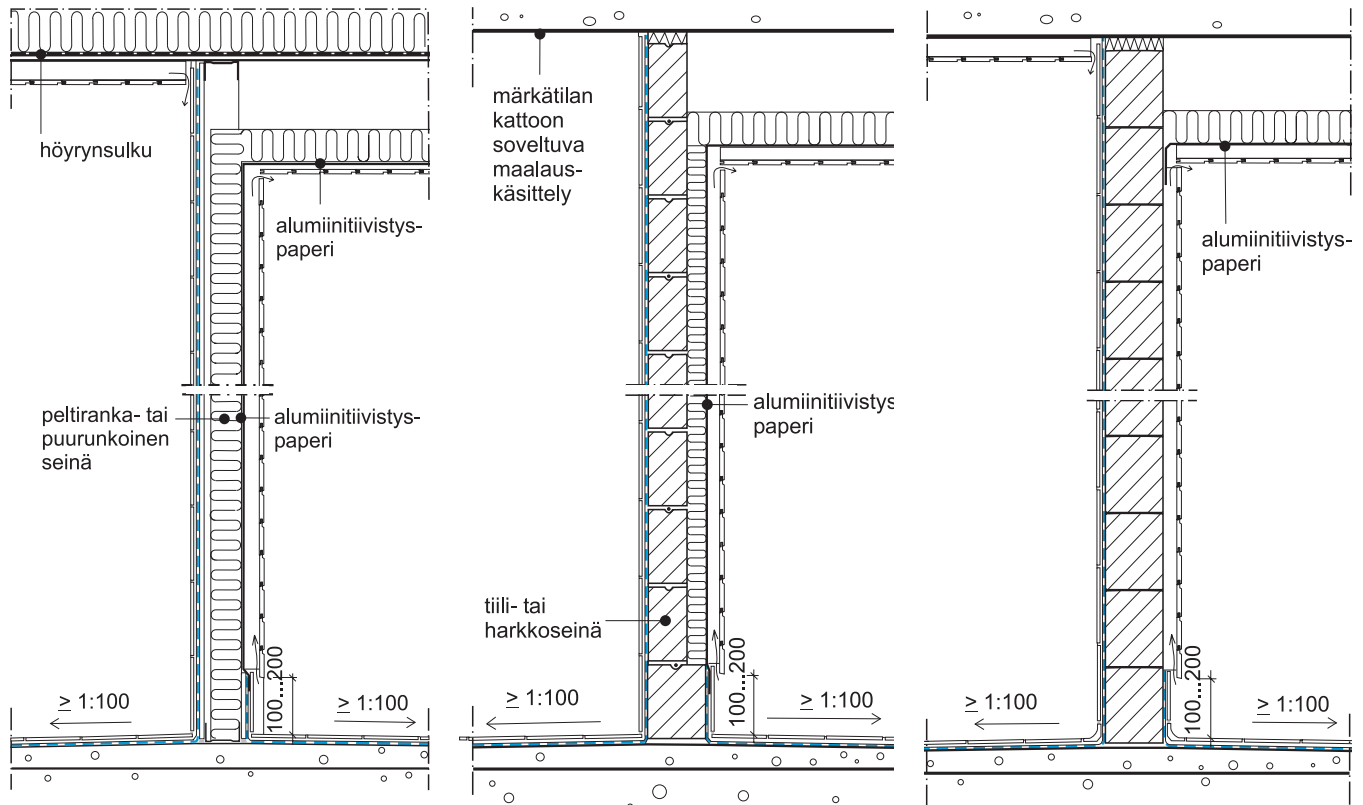 höyrynsulku
alumiinitiivistys-
paperi
peltiranka- tai
puurunkoinen
seinä
alumiinitiivistys-
paperi
≥ 1:100
100....200
≥ 1:100
märkätilan
kattoon
soveltuva
maalaus-
käsittely
alumiinitiivistys-
paperi
tiili- tai
harkkoseinä
≥ 1:100
100....200
≥ 1:100
alumiinitiivistys-
paperi
≥ 1:100
100....200
≥ 1:100